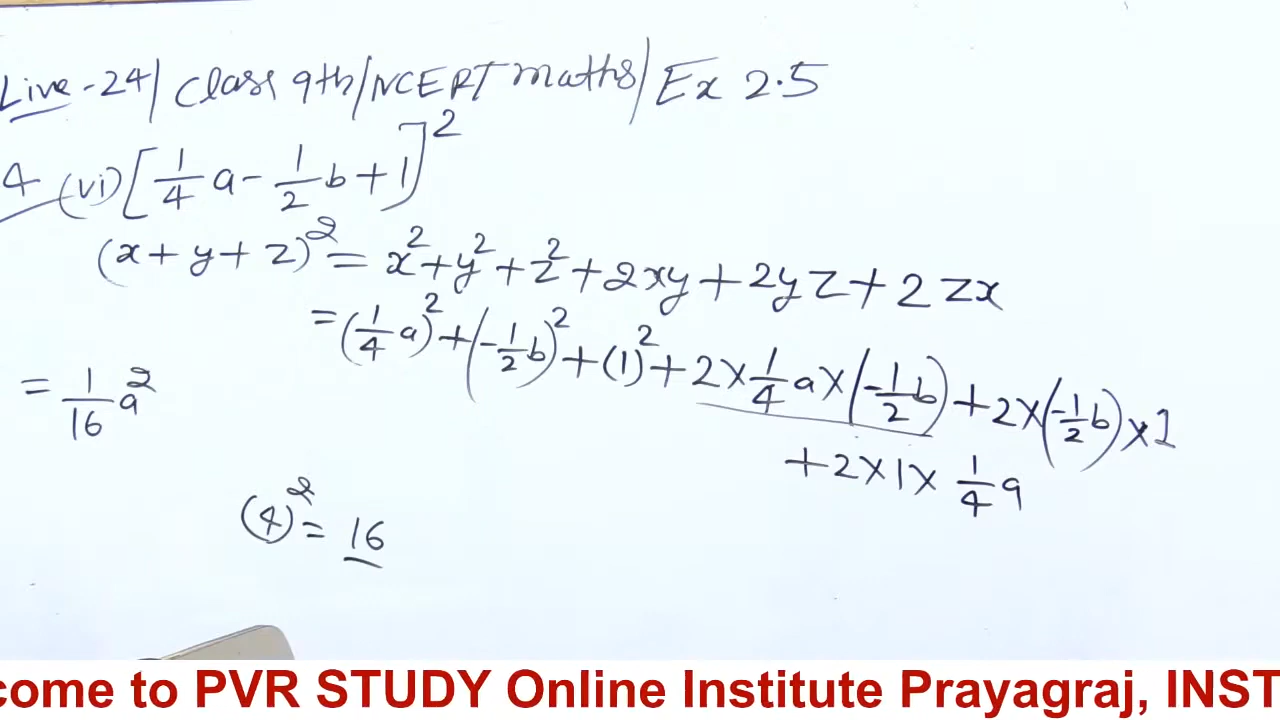 Live-24/ Class 9th/NCERT maths/ Ex 2.5
4 (vi) [1/4 a - 1/2 b + 1]²
(x + y + z)² = x² + y² + z² + 2xy + 2yz + 2zx
= (1/4 a)² + (-1/2 b)² + (1)² + 2 × 1/4 a × (-1/2 b) + 2 × (-1/2 b) × 1
+ 2 × 1 × 1/4 a
= 1/16 a²
(4)² = 16
come to PVR STUDY Online Institute Prayagraj, INST